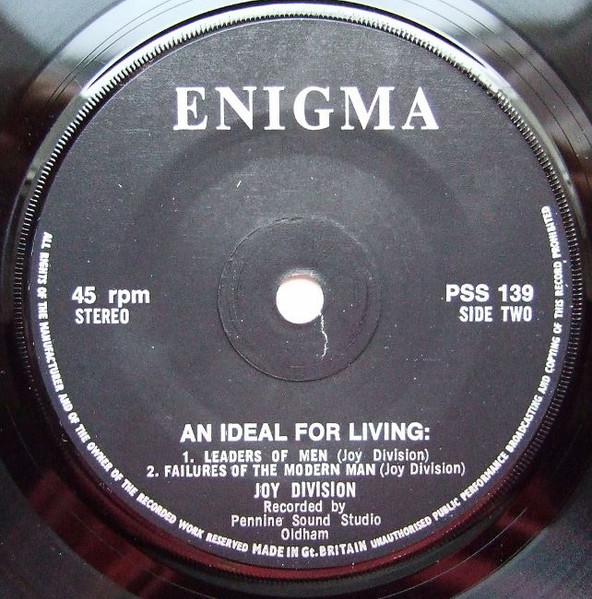 ENIGMA
45 rpm
STEREO
PSS 139
SIDE TWO
AN IDEAL FOR LIVING:
1. LEADERS OF MEN (Joy Division)
2. FAILURES OF THE MODERN MAN (Joy Division)
JOY DIVISION
Recorded by
Pennine Sound Studio
Oldham
ALL RIGHTS OF THE MANUFACTURER AND OF THE OWNER OF THE RECORDED WORK RESERVED MADE IN Gt. BRITAIN UNAUTHORISED PUBLIC PERFORMANCE BROADCASTING AND COPYING OF THIS RECORD PROHIBITED